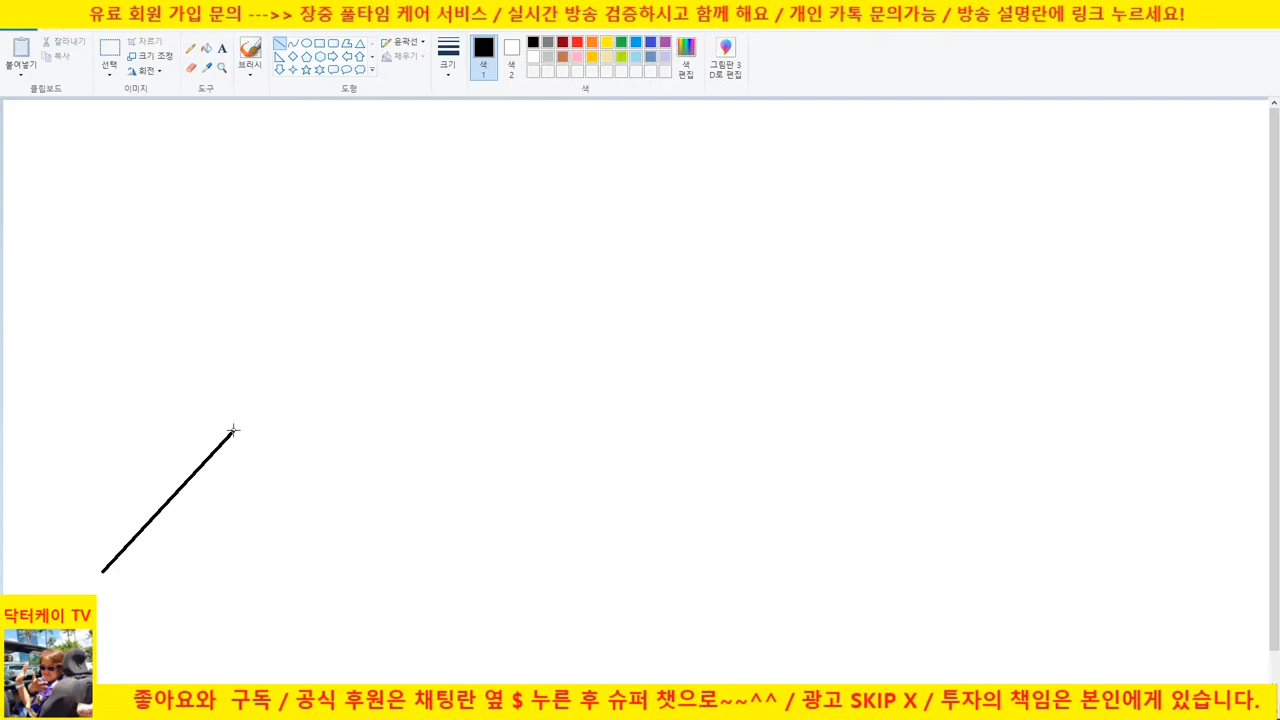 유료 회원 가입 문의 --->> 장중 풀타임 케어 서비스 / 실시간 방송 검증하시고 함께 해요 / 개인 카톡 문의가능 / 방송 설명란에 링크 누르세요!
붙여넣기
잘라내기
복사
클립보드
선택
자르기
크기 조정
회전
이미지
A
도구
브러시
윤곽선
채우기
도형
크기
색
1
색
2
색
편집
색
그림판 3
D로 편집
닥터케이 TV
좋아요와 구독 / 공식 후원은 채팅란 옆 $ 누른 후 슈퍼 챗으로~~^^ / 광고 SKIP X / 투자의 책임은 본인에게 있습니다.